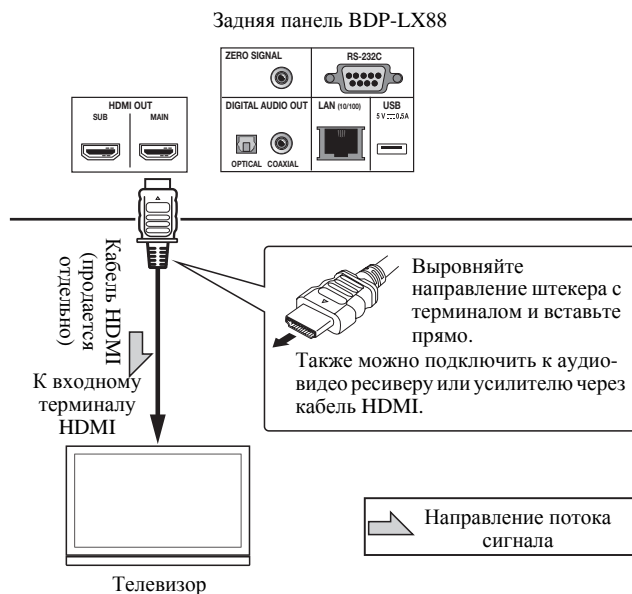 Задняя панель BDP-LX88
ZERO SIGNAL
RS-232C
HDMI OUT
SUB
MAIN
DIGITAL AUDIO OUT
OPTICAL
COAXIAL
LAN (10/100)
USB
5 V ⎓ 0.5A
Кабель HDMI
(продается
отдельно)
К входному
терминалу
HDMI
Выровняйте
направление штекера с
терминалом и вставьте
прямо.
Также можно подключить к аудио-
видео ресиверу или усилителю через
кабель HDMI.
Направление потока
сигнала
Телевизор